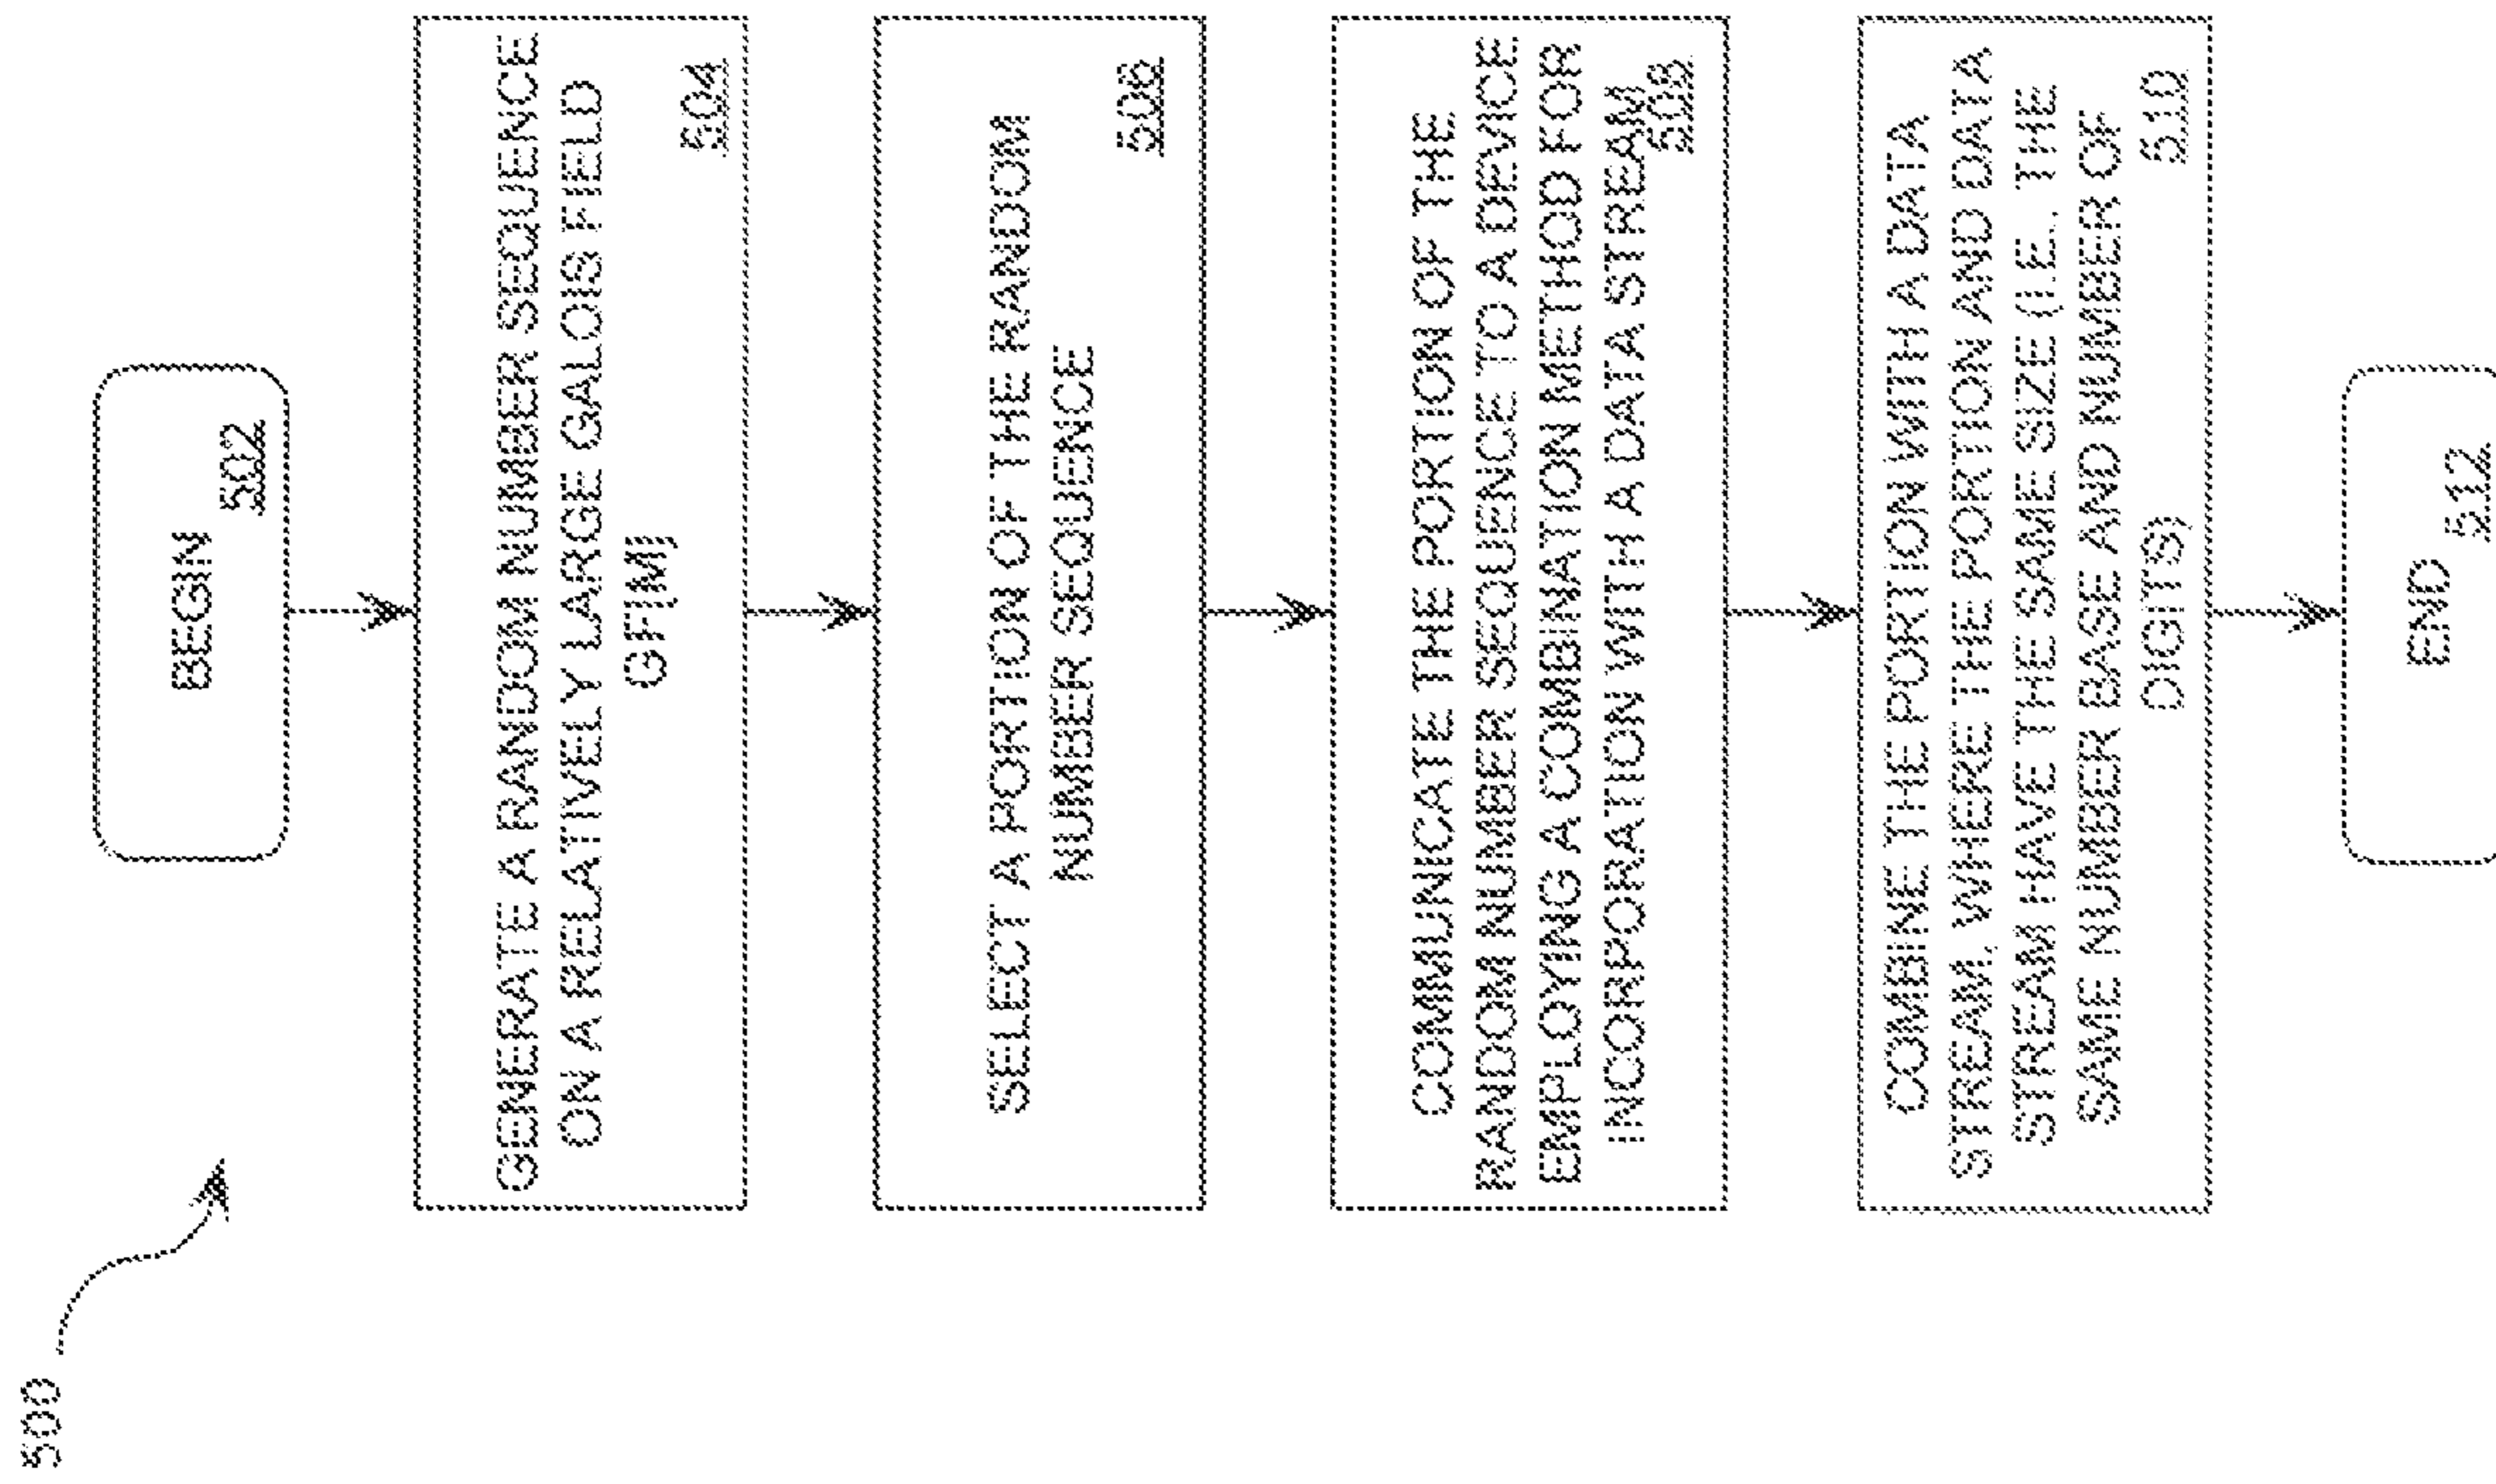 500
BEGIN
502
GENERATE A RANDOM NUMBER SEQUENCE
ON A RELATIVELY LARGE GALOIS FIELD
GF[M]
504
SELECT A PORTION OF THE RANDOM
NUMBER SEQUENCE
506
COMMUNICATE THE PORTION OF THE
RANDOM NUMBER SEQUENCE TO A DEVICE
EMPLOYING A COMBINATION METHOD FOR
INCORPORATION WITH A DATA STREAM
508
COMBINE THE PORTION WITH A DATA
STREAM, WHERE THE PORTION AND DATA
STREAM HAVE THE SAME SIZE (I.E., THE
SAME NUMBER BASE AND NUMBER OF
DIGITS)
510
END
512